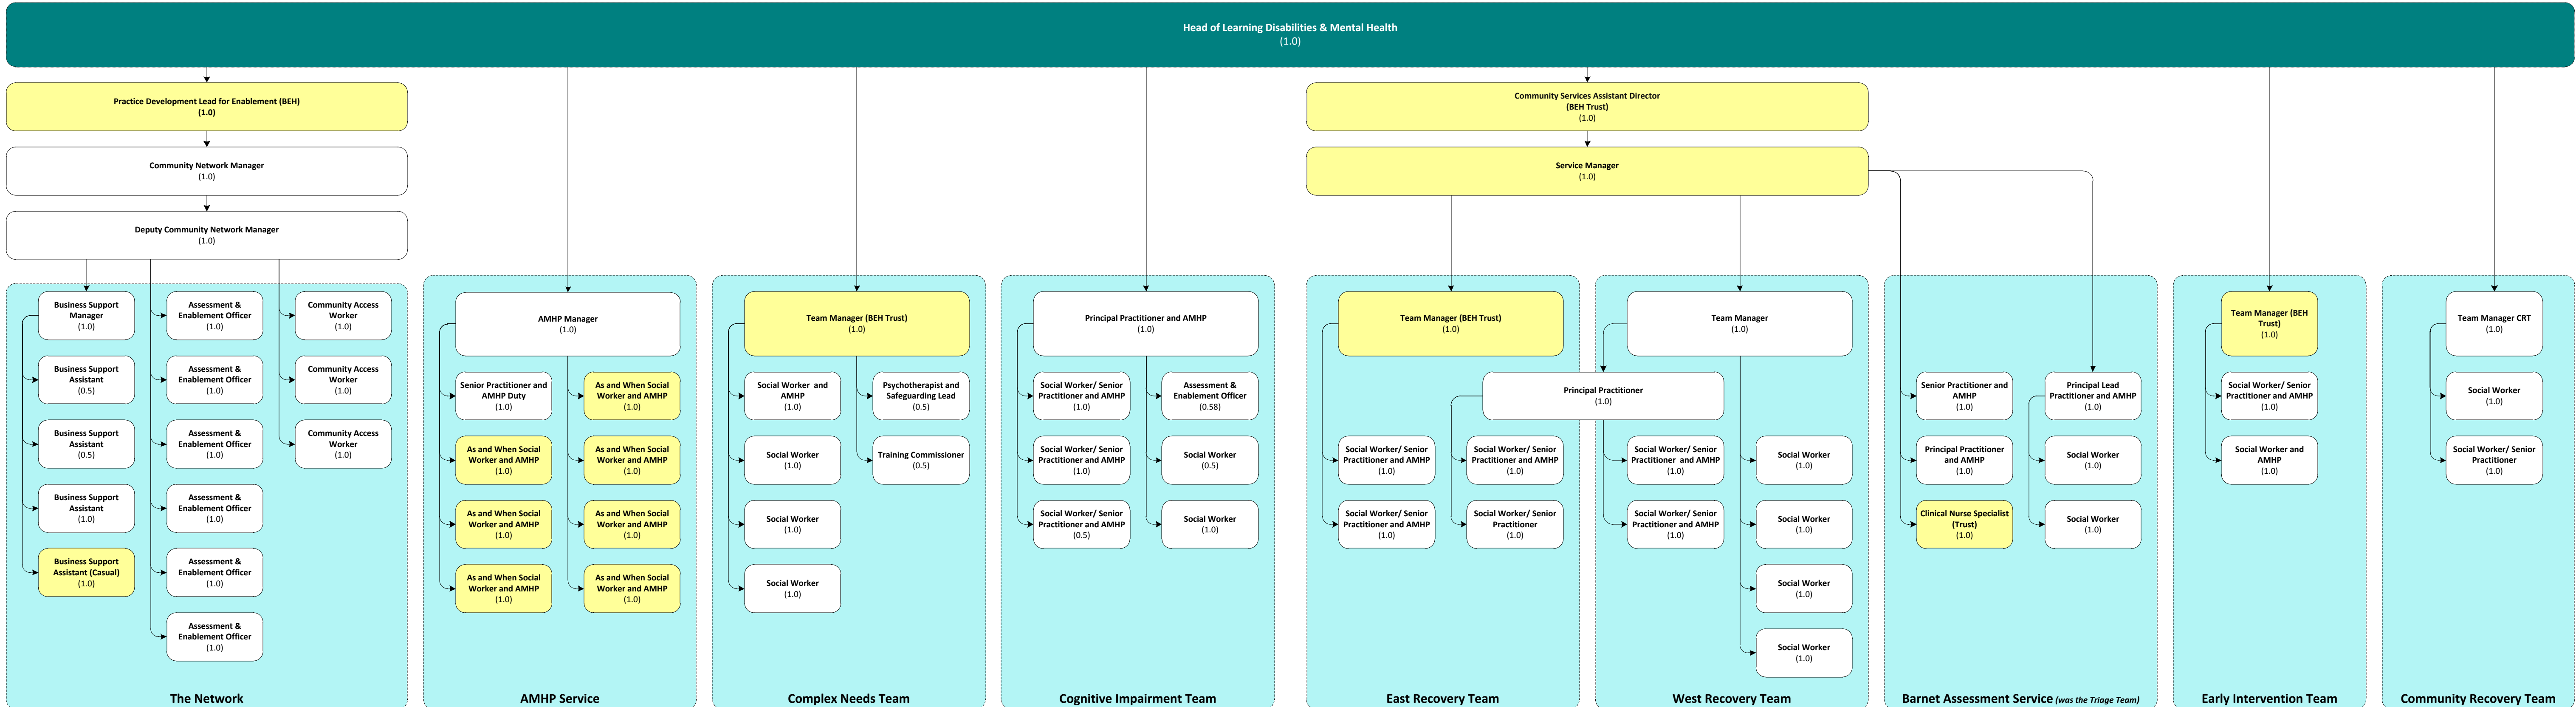 Head of Learning Disabilities & Mental Health
(1.0)
Practice Development Lead for Enablement (BEH)
(1.0)
Community Network Manager
(1.0)
Deputy Community Network Manager
(1.0)
Business Support
Manager
(1.0)
Business Support
Assistant
(0.5)
Business Support
Assistant
(0.5)
Business Support
Assistant
(1.0)
Business Support
Assistant (Casual)
(1.0)
Assessment &
Enablement Officer
(1.0)
Assessment &
Enablement Officer
(1.0)
Assessment &
Enablement Officer
(1.0)
Assessment &
Enablement Officer
(1.0)
Assessment &
Enablement Officer
(1.0)
Assessment &
Enablement Officer
(1.0)
Community Access
Worker
(1.0)
Community Access
Worker
(1.0)
Community Access
Worker
(1.0)
The Network
AMHP Manager
(1.0)
Senior Practitioner and
AMHP Duty
(1.0)
As and When Social
Worker and AMHP
(1.0)
As and When Social
Worker and AMHP
(1.0)
As and When Social
Worker and AMHP
(1.0)
As and When Social
Worker and AMHP
(1.0)
As and When Social
Worker and AMHP
(1.0)
As and When Social
Worker and AMHP
(1.0)
As and When Social
Worker and AMHP
(1.0)
AMHP Service
Team Manager (BEH Trust)
(1.0)
Social Worker and
AMHP
(1.0)
Social Worker
(1.0)
Social Worker
(1.0)
Social Worker
(1.0)
Psychotherapist and
Safeguarding Lead
(0.5)
Training Commissioner
(0.5)
Complex Needs Team
Principal Practitioner and AMHP
(1.0)
Social Worker/ Senior
Practitioner and AMHP
(1.0)
Social Worker/ Senior
Practitioner and AMHP
(1.0)
Social Worker/ Senior
Practitioner and AMHP
(0.5)
Assessment &
Enablement Officer
(0.58)
Social Worker
(0.5)
Social Worker
(1.0)
Cognitive Impairment Team
Community Services Assistant Director
(BEH Trust)
(1.0)
Service Manager
(1.0)
Team Manager (BEH Trust)
(1.0)
Social Worker/ Senior
Practitioner and AMHP
(1.0)
Social Worker/ Senior
Practitioner and AMHP
(1.0)
Principal Practitioner
(1.0)
Social Worker/ Senior
Practitioner and AMHP
(1.0)
Social Worker/ Senior
Practitioner
(1.0)
East Recovery Team
Team Manager
(1.0)
Social Worker/ Senior
Practitioner and AMHP
(1.0)
Social Worker/ Senior
Practitioner and AMHP
(1.0)
Social Worker
(1.0)
Social Worker
(1.0)
Social Worker
(1.0)
Social Worker
(1.0)
West Recovery Team
Senior Practitioner and
AMHP
(1.0)
Principal Practitioner
and AMHP
(1.0)
Clinical Nurse Specialist
(Trust)
(1.0)
Principal Lead
Practitioner and AMHP
(1.0)
Social Worker
(1.0)
Social Worker
(1.0)
Barnet Assessment Service (was the Triage Team)
Team Manager (BEH
Trust)
(1.0)
Social Worker/ Senior
Practitioner and AMHP
(1.0)
Social Worker and
AMHP
(1.0)
Early Intervention Team
Team Manager CRT
(1.0)
Social Worker
(1.0)
Social Worker/ Senior
Practitioner
(1.0)
Community Recovery Team